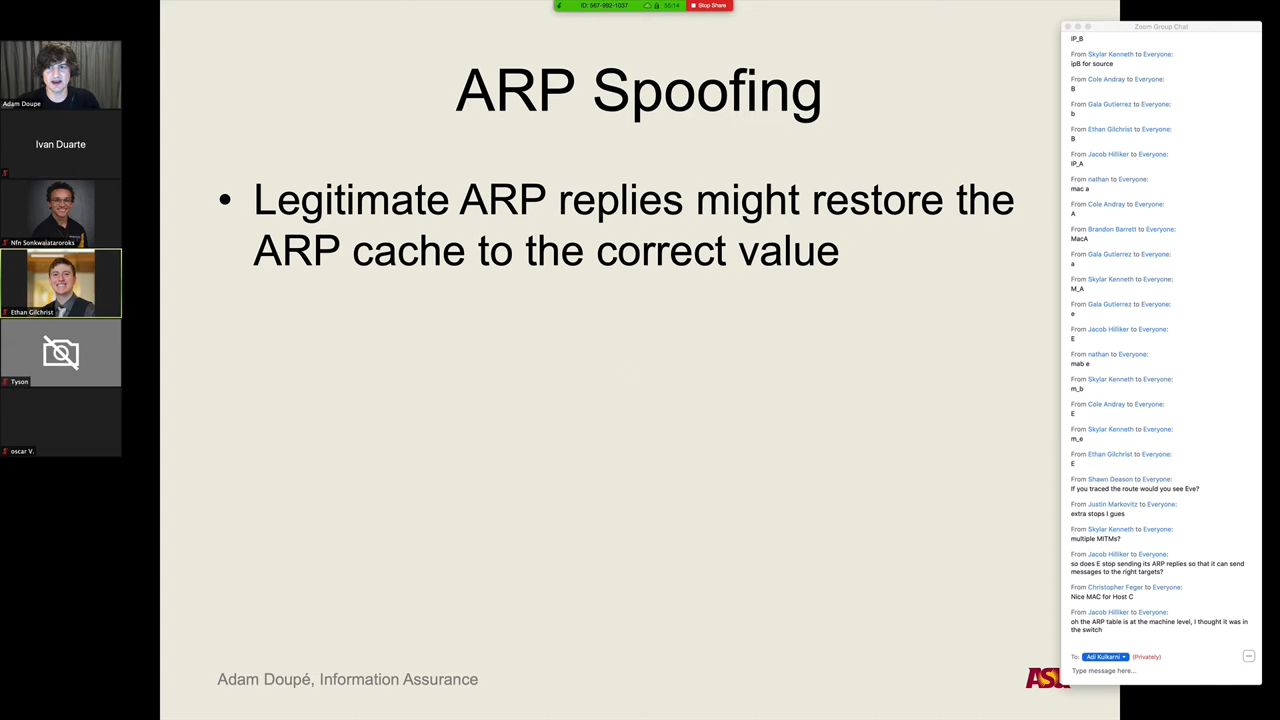 ID: 567-992-1037 55:14 Stop Share
Adam Doupe
Ivan Duarte
Nfn Sonkwalataroroks
Ethan Gilchrist
Tyson
oscar V.
ARP Spoofing
• Legitimate ARP replies might restore the
ARP cache to the correct value
Adam Doupé, Information Assurance
ASU
Zoom Group Chat
IP_B
From Skylar Kenneth to Everyone:
ipB for source
From Cole Andray to Everyone:
B
From Gala Gutierrez to Everyone:
b
From Ethan Gilchrist to Everyone:
B
From Jacob Hilliker to Everyone:
IP_A
From nathan to Everyone:
mac a
From Cole Andray to Everyone:
A
From Brandon Barrett to Everyone:
MacA
From Gala Gutierrez to Everyone:
a
From Skylar Kenneth to Everyone:
M_A
From Gala Gutierrez to Everyone:
e
From Jacob Hilliker to Everyone:
E
From nathan to Everyone:
mab e
From Skylar Kenneth to Everyone:
m_b
From Cole Andray to Everyone:
E
From Skylar Kenneth to Everyone:
m_e
From Ethan Gilchrist to Everyone:
E
From Shawn Deason to Everyone:
If you traced the route would you see Eve?
From Justin Markovitz to Everyone:
extra stops I gues
From Skylar Kenneth to Everyone:
multiple MITMs?
From Jacob Hilliker to Everyone:
so does E stop sending its ARP replies so that it can send
messages to the right targets?
From Christopher Feger to Everyone:
Nice MAC for Host C
From Jacob Hilliker to Everyone:
oh the ARP table is at the machine level, I thought it was in
the switch
To: Adi Kulkarni (Privately)
Type message here...